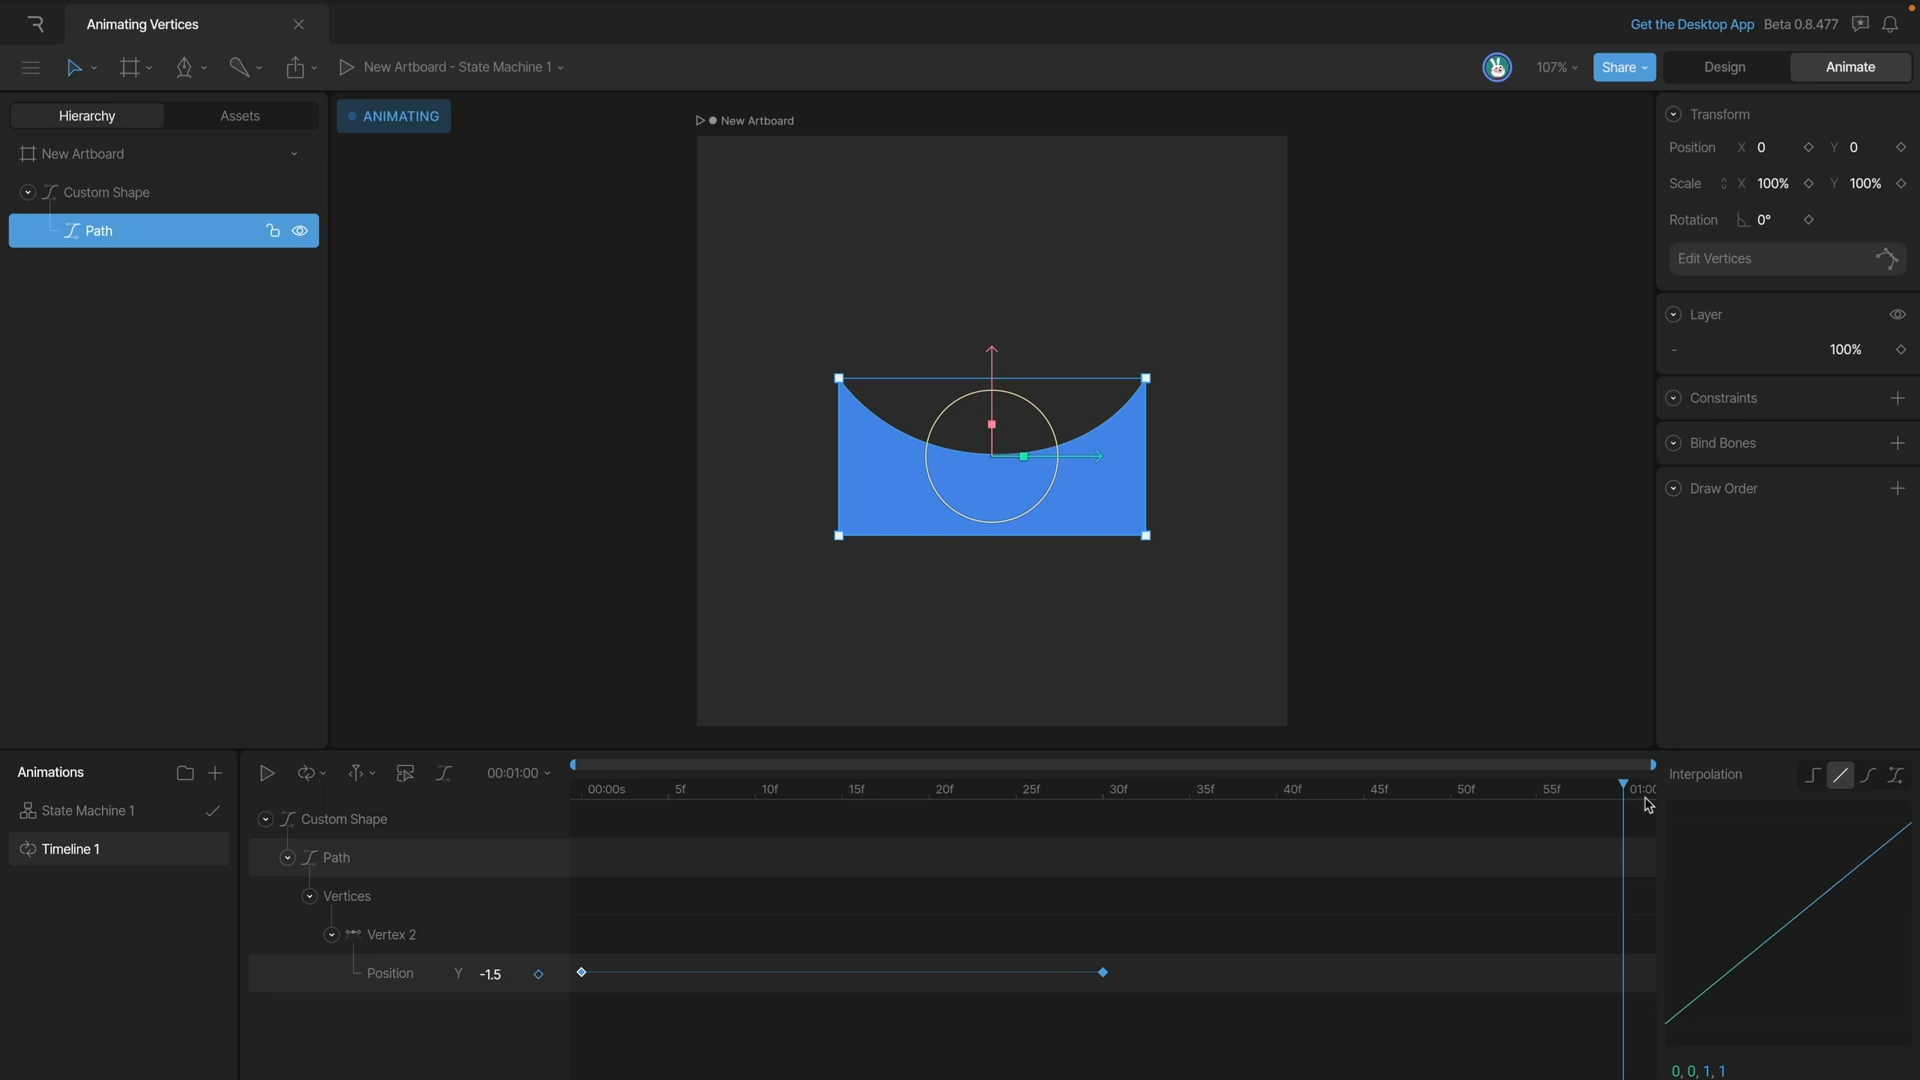 Animating Vertices
Get the Desktop App Beta 0.8.477
New Artboard - State Machine 1
107%
Share
Design
Animate
Hierarchy
Assets
ANIMATING
New Artboard
New Artboard
Custom Shape
Path
Transform
Position X 0 Y 0
Scale X 100% Y 100%
Rotation 0°
Edit Vertices
Layer
- 100%
Constraints
Bind Bones
Draw Order
Animations
State Machine 1
Timeline 1
00:01:00
00:00s 5f 10f 15f 20f 25f 30f 35f 40f 45f 50f 55f 01:00
Custom Shape
Path
Vertices
Vertex 2
Position Y -1.5
Interpolation
0, 0, 1, 1